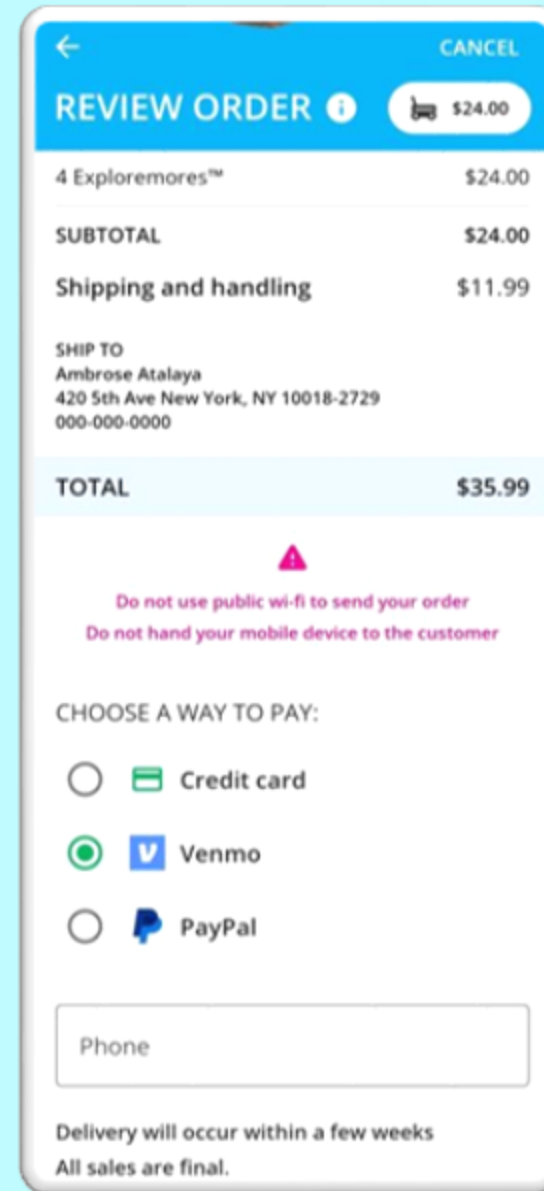 CANCEL
REVIEW ORDER i $24.00
4 Exploremores™ $24.00
SUBTOTAL $24.00
Shipping and handling $11.99
SHIP TO
Ambrose Atalaya
420 5th Ave New York, NY 10018-2729
000-000-0000
TOTAL $35.99
Do not use public wi-fi to send your order
Do not hand your mobile device to the customer
CHOOSE A WAY TO PAY:
Credit card
V Venmo
PayPal
Phone
Delivery will occur within a few weeks
All sales are final.